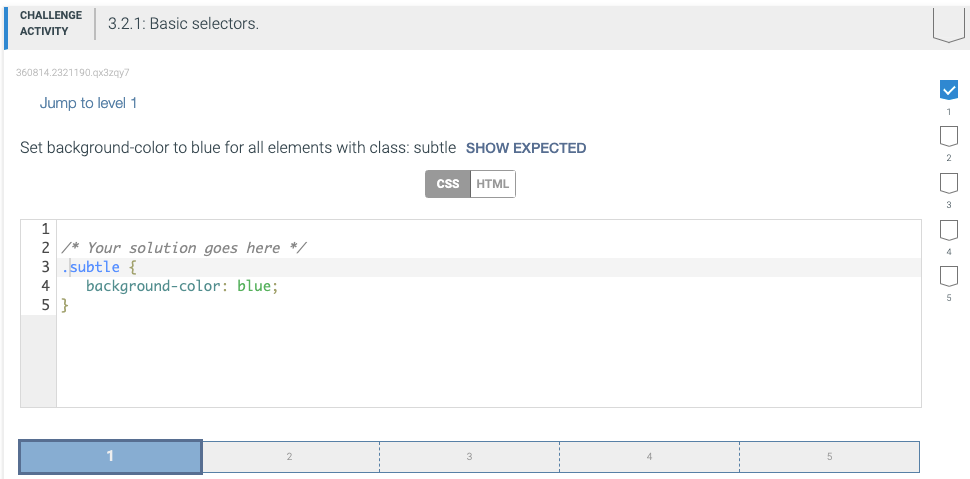 CHALLENGE
ACTIVITY
3.2.1: Basic selectors.
360814.2321190.qx3zqy7
Jump to level 1
Set background-color to blue for all elements with class: subtle SHOW EXPECTED
CSS HTML
1
2 /* Your solution goes here */
3 .subtle {
4 background-color: blue;
5 }
1
2
3
4
5
1 2 3 4 5